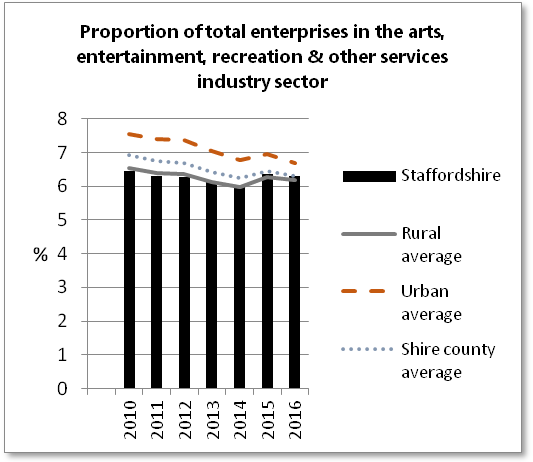 Proportion of total enterprises in the arts,
entertainment, recreation & other services
industry sector
8
7
6
5
% 4
3
2
1
0
2010 2011 2012 2013 2014 2015 2016
Staffordshire
Rural
average
Urban
average
Shire county
average